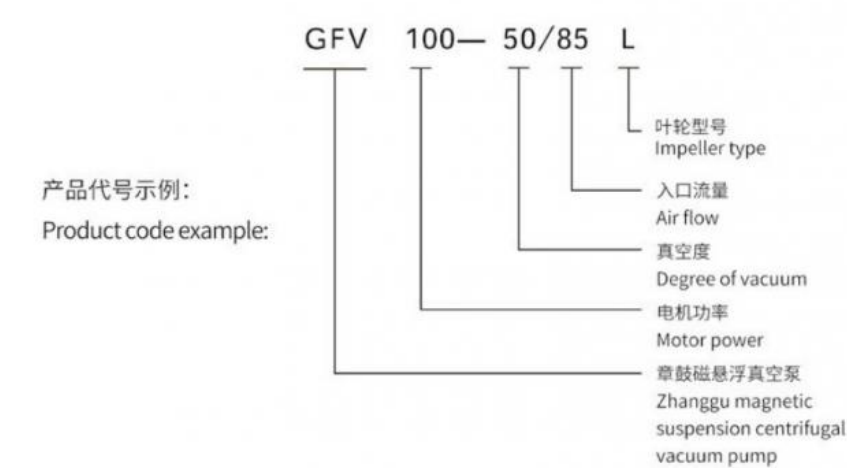 GFV 100— 50/85 L
叶轮型号
Impeller type
入口流量
Air flow
产品代号示例：
Product code example:
真空度
Degree of vacuum
电机功率
Motor power
章鼓磁悬浮真空泵
Zhanggu magnetic
suspension centrifugal
vacuum pump